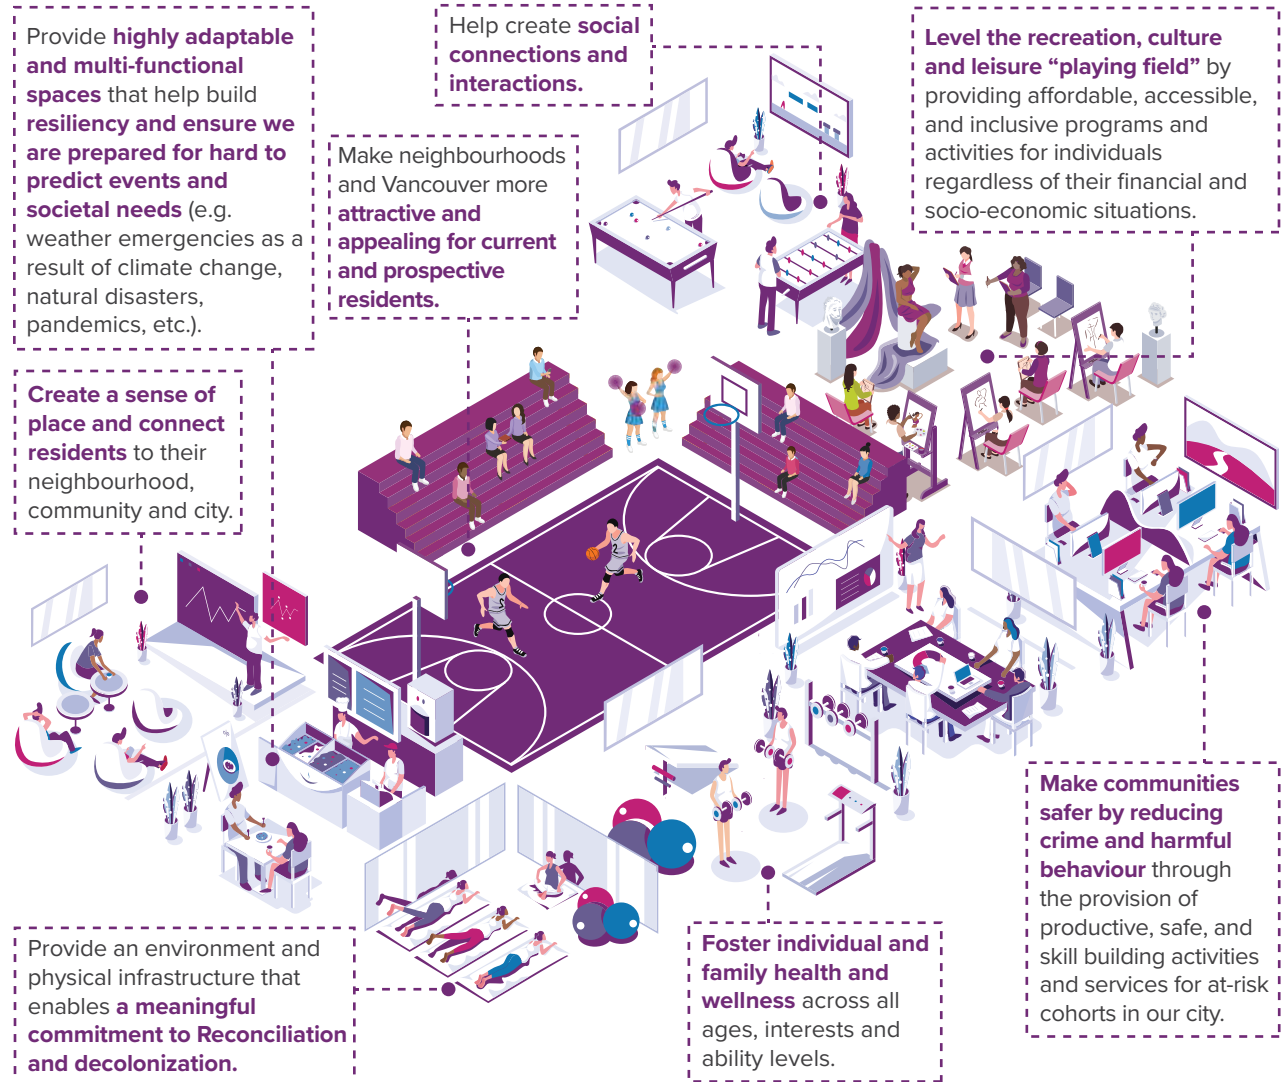 Provide highly adaptable
and multi-functional
spaces that help build
resiliency and ensure we
are prepared for hard to
predict events and
societal needs (e.g.
weather emergencies as a
result of climate change,
natural disasters,
pandemics, etc.).
Help create social
connections and
interactions.
Level the recreation, culture
and leisure “playing field” by
providing affordable, accessible,
and inclusive programs and
activities for individuals
regardless of their financial and
socio-economic situations.
Make neighbourhoods
and Vancouver more
attractive and
appealing for current
and prospective
residents.
Create a sense of
place and connect
residents to their
neighbourhood,
community and city.
2
Make communities
safer by reducing
crime and harmful
behaviour through
the provision of
productive, safe, and
skill building activities
and services for at-risk
cohorts in our city.
Provide an environment and
physical infrastructure that
enables a meaningful
commitment to Reconciliation
and decolonization.
Foster individual and
family health and
wellness across all
ages, interests and
ability levels.